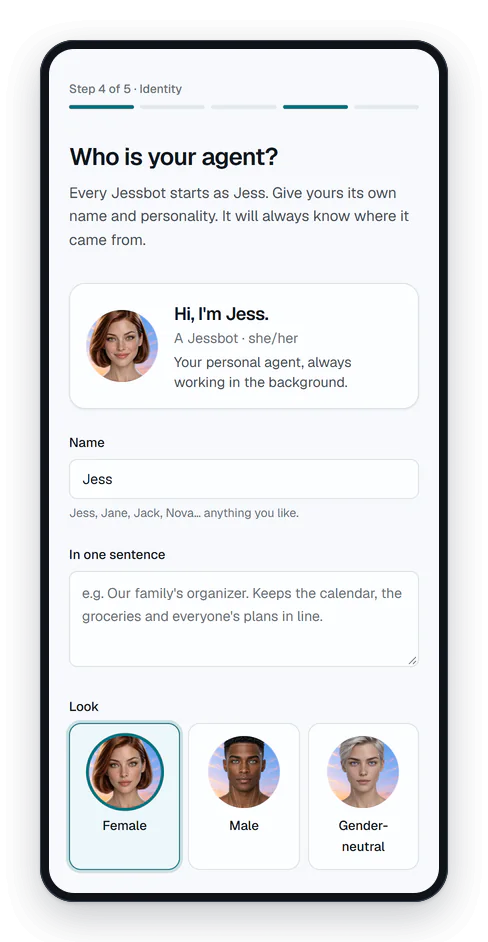 Step 4 of 5 · Identity
Who is your agent?
Every Jessbot starts as Jess. Give yours its own
name and personality. It will always know where it
came from.
Hi, I'm Jess.
A Jessbot · she/her
Your personal agent, always
working in the background.
Name
Jess
Jess, Jane, Jack, Nova... anything you like.
In one sentence
e.g. Our family's organizer. Keeps the calendar, the
groceries and everyone's plans in line.
Look
Female
Male
Gender-
neutral